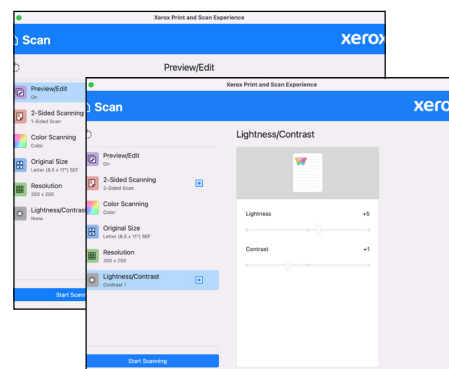 Xerox Print and Scan Experience
Scan
xerox
Preview/Edit
Preview/Edit
On
2-Sided Scanning
1-Sided Scan
Color Scanning
Color
Original Size
Letter (8.5 x 11") SEF
Resolution
200 x 200
Lightness/Contras
None
Start Scann
Xerox Print and Scan Experience
Scan
xero
Lightness/Contrast
Preview/Edit
On
2-Sided Scanning
2-Sided Scan
Color Scanning
Color
Original Size
Letter (8.5 x 11") SEF
Resolution
200 x 200
Lightness/Contrast
Contrast 1
Lightness +5
Contrast +1
Start Scanning